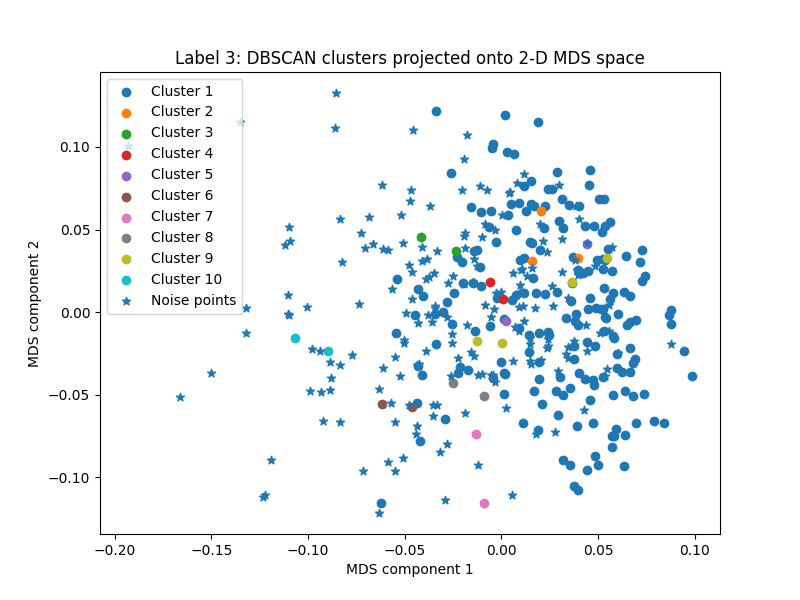 Label 3: DBSCAN clusters projected onto 2-D MDS space
Cluster 1
Cluster 2
Cluster 3
Cluster 4
Cluster 5
Cluster 6
Cluster 7
Cluster 8
Cluster 9
Cluster 10
Noise points
MDS component 2
0.10
0.05
0.00
−0.05
−0.10
−0.20
−0.15
−0.10
−0.05
0.00
0.05
0.10
MDS component 1